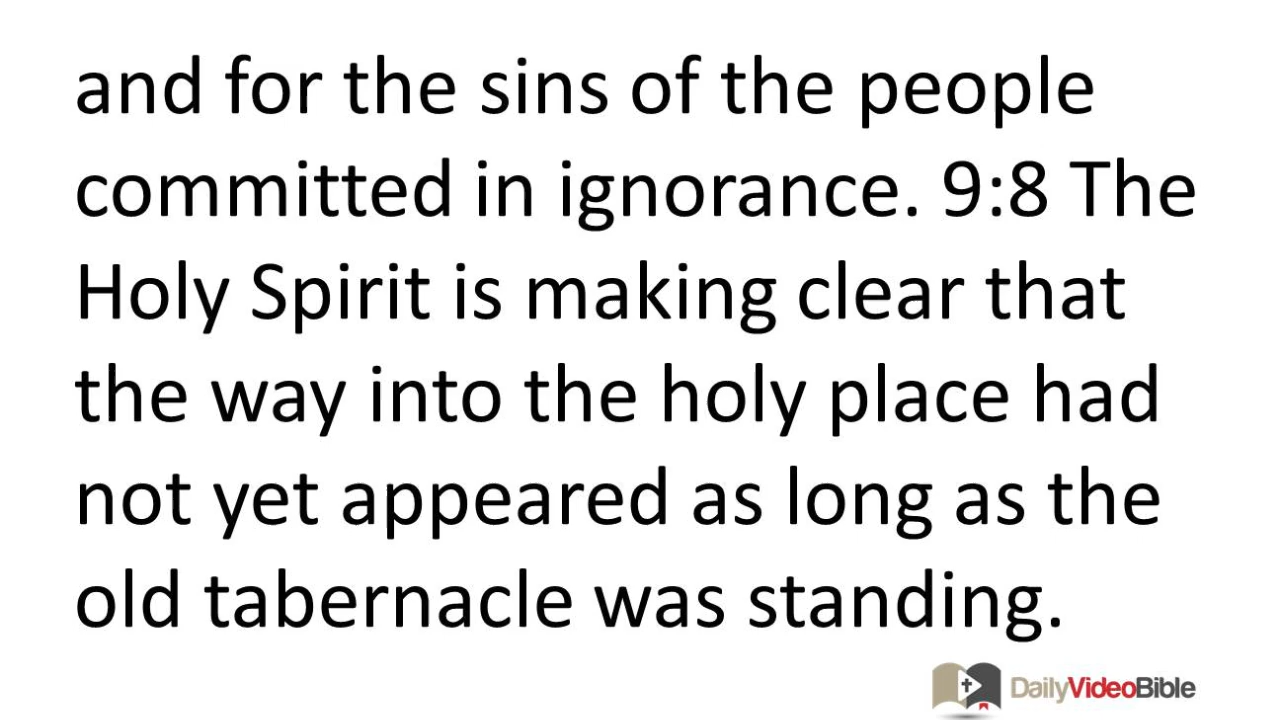 and for the sins of the people
committed in ignorance. 9:8 The
Holy Spirit is making clear that
the way into the holy place had
not yet appeared as long as the
old tabernacle was standing.
DailyVideoBible